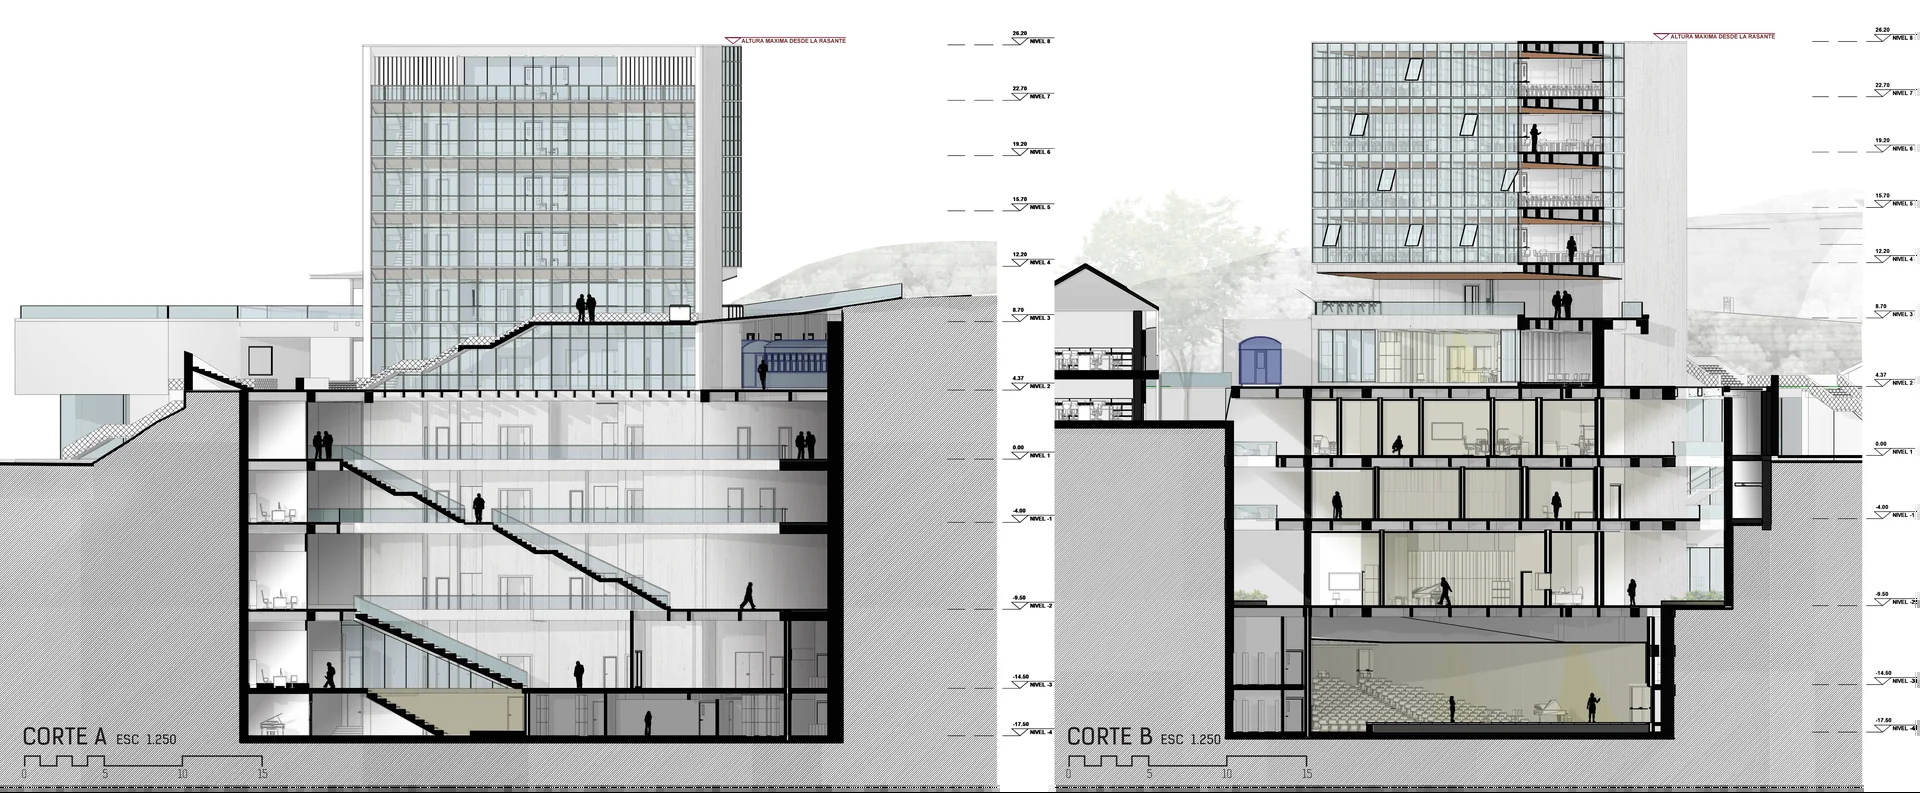 ALTURA MAXIMA DESDE LA RASANTE
26.20
NIVEL 8
22.70
NIVEL 7
19.20
NIVEL 6
15.70
NIVEL 5
12.20
NIVEL 4
8.70
NIVEL 3
4.37
NIVEL 2
0.00
NIVEL 1
-4.00
NIVEL -1
-9.50
NIVEL -2
-14.50
NIVEL -3
-17.50
NIVEL -4
CORTE A ESC 1.250
0 5 10 15
ALTURA MAXIMA DESDE LA RASANTE
26.20
NIVEL 8
22.70
NIVEL 7
19.20
NIVEL 6
15.70
NIVEL 5
12.20
NIVEL 4
8.70
NIVEL 3
4.37
NIVEL 2
0.00
NIVEL 1
-4.00
NIVEL -1
-9.50
NIVEL -2
-14.50
NIVEL -3
-17.50
NIVEL -4
CORTE B ESC 1.250
0 5 10 15